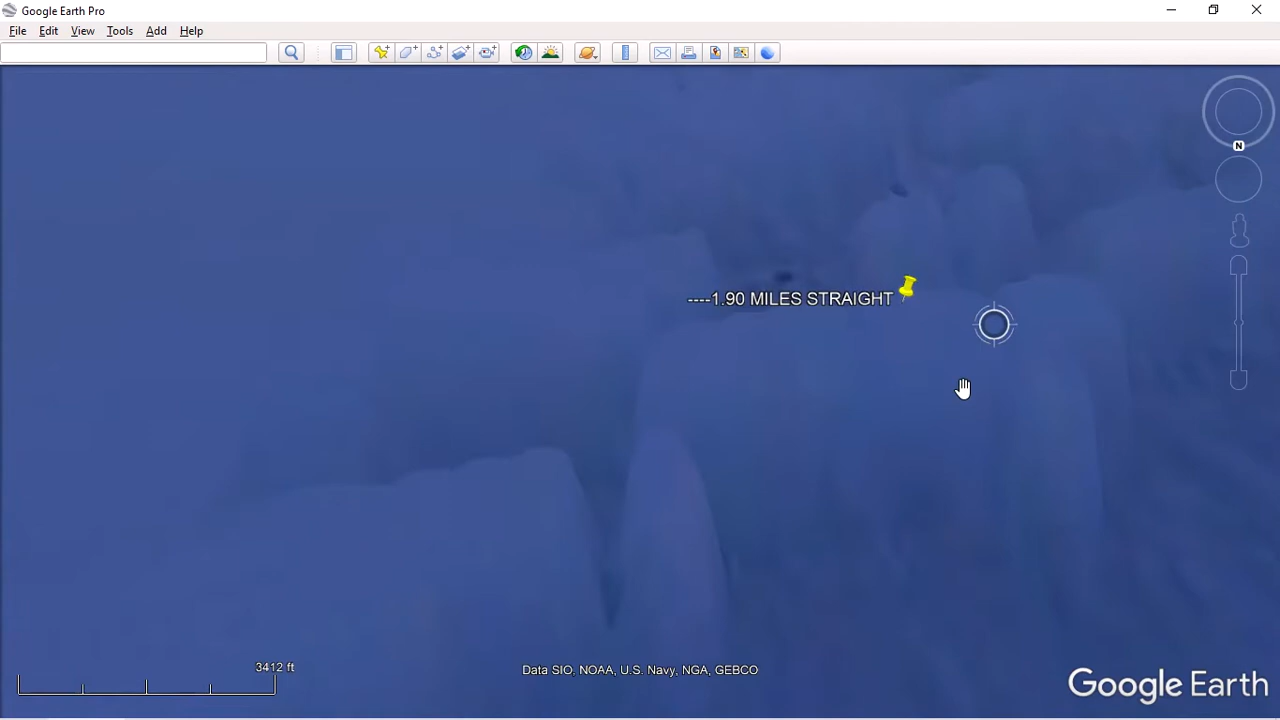 Google Earth Pro
File Edit View Tools Add Help
N
----1.90 MILES STRAIGHT
3412 ft
Data SIO, NOAA, U.S. Navy, NGA, GEBCO
Google Earth